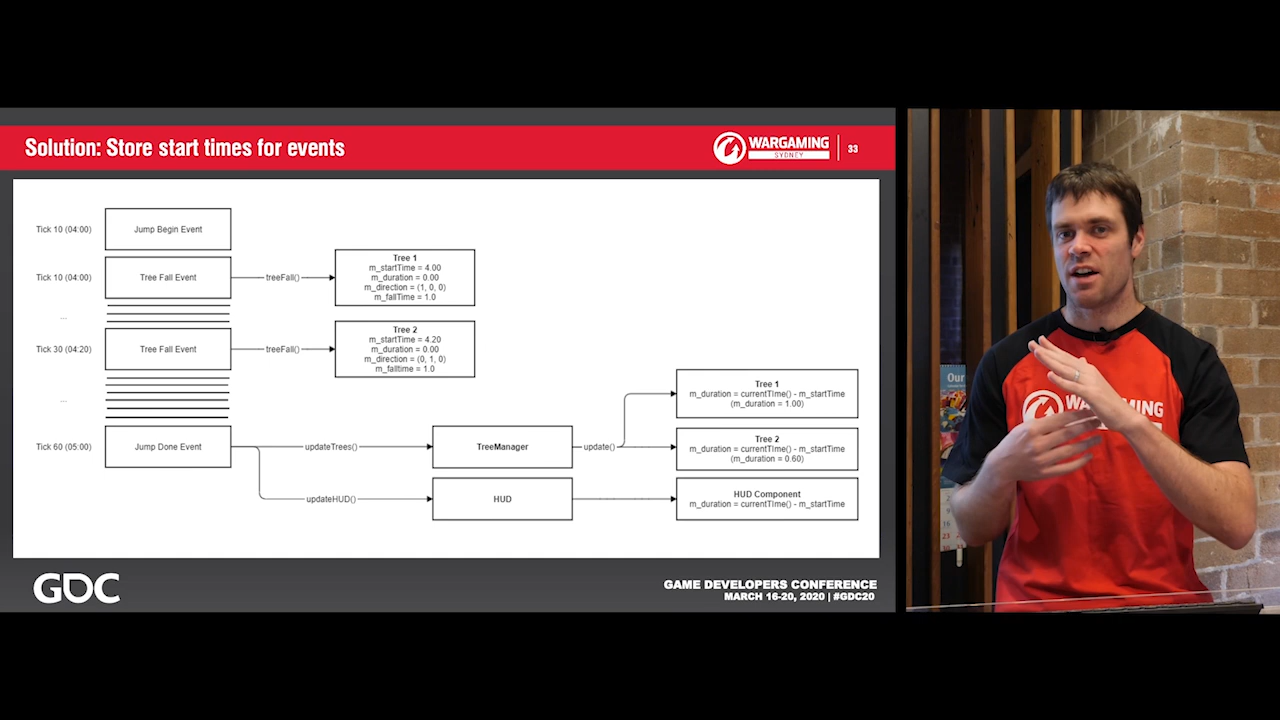 Solution: Store start times for events
WARGAMING
SYDNEY
33
Tick 10 (04:00)
Jump Begin Event
Tick 10 (04:00)
Tree Fall Event
treeFall()
Tree 1
m_startTime = 4.00
m_duration = 0.00
m_direction = (1, 0, 0)
m_fallTime = 1.0
...
Tick 30 (04:20)
Tree Fall Event
treeFall()
Tree 2
m_startTime = 4.20
m_duration = 0.00
m_direction = (0, 1, 0)
m_falltime = 1.0
...
Tick 60 (05:00)
Jump Done Event
updateTrees()
TreeManager
update()
Tree 1
m_duration = currentTime() - m_startTime
(m_duration = 1.00)
Tree 2
m_duration = currentTime() - m_startTime
(m_duration = 0.60)
updateHUD()
HUD
HUD Component
m_duration = currentTIme() - m_startTime
GDC
GAME DEVELOPERS CONFERENCE
MARCH 16-20, 2020 | #GDC20
Our